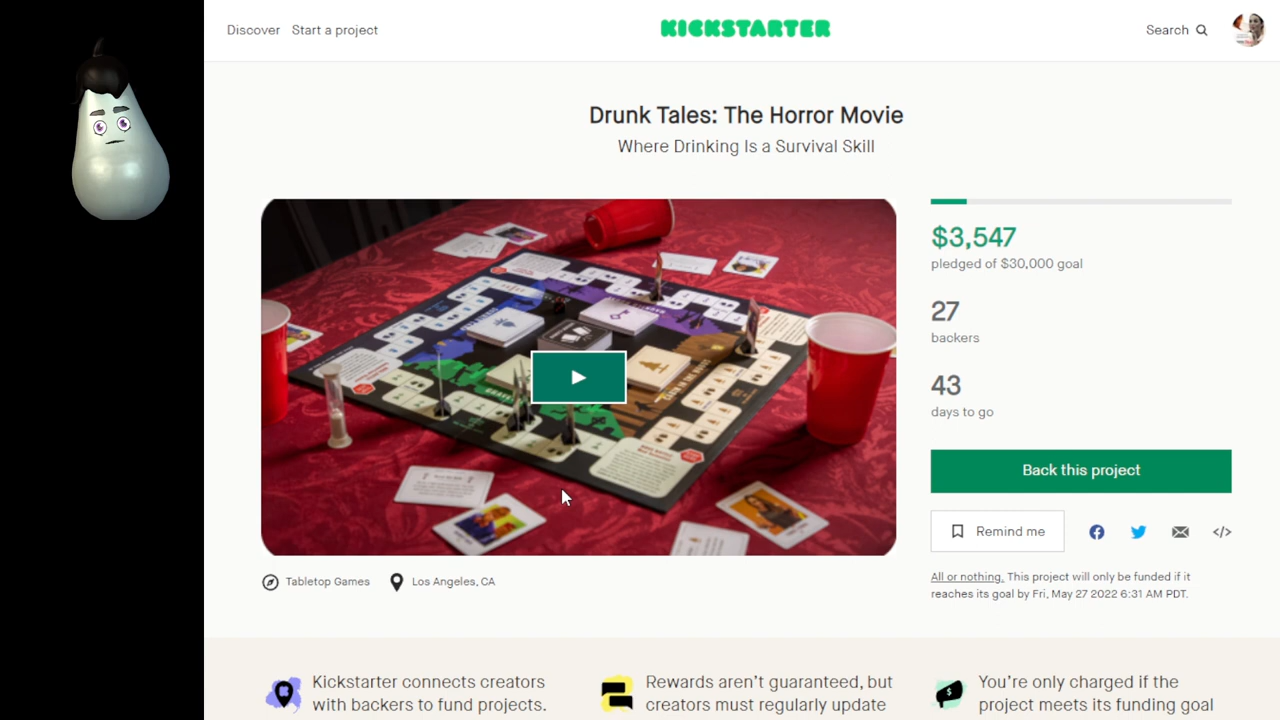 Discover Start a project
KICKSTARTER
Search
Drunk Tales: The Horror Movie
Where Drinking Is a Survival Skill
$3,547
pledged of $30,000 goal
27
backers
43
days to go
Back this project
Remind me
Tabletop Games
Los Angeles, CA
All or nothing. This project will only be funded if it
reaches its goal by Fri, May 27 2022 6:31 AM PDT.
Kickstarter connects creators
with backers to fund projects.
Rewards aren't guaranteed, but
creators must regularly update
You're only charged if the
project meets its funding goal